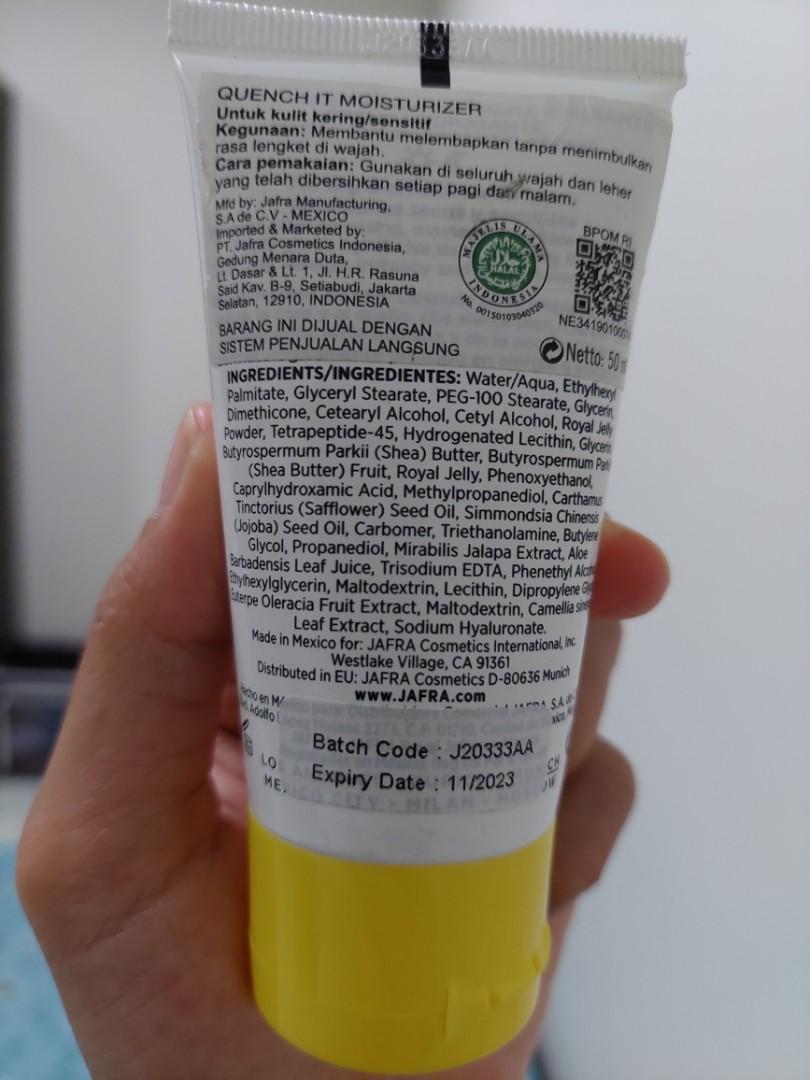 QUENCH IT MOISTURIZER
Untuk kulit kering/sensitif
Kegunaan: Membantu melembapkan tanpa menimbulkan
rasa lengket di wajah.
Cara pemakaian: Gunakan di seluruh wajah dan leher
yang telah dibersihkan setiap pagi dan malam.
Mfd by: Jafra Manufacturing,
S.A de C.V - MEXICO
Imported & Marketed by:
PT. Jafra Cosmetics Indonesia,
Gedung Menara Duta,
Lt. Dasar & Lt. 1, Jl. H.R. Rasuna
Said Kav. B-9, Setiabudi, Jakarta
Selatan, 12910, INDONESIA
MAJELIS ULAMA
HALAL
INDONESIA
No. 00150103040320
BPOM RI
BARANG INI DIJUAL DENGAN
SISTEM PENJUALAN LANGSUNG
Netto: 50
INGREDIENTS/INGREDIENTES: Water/Aqua, Ethylhexyl
Palmitate, Glyceryl Stearate, PEG-100 Stearate, Glycerin,
Dimethicone, Cetearyl Alcohol, Cetyl Alcohol, Royal Jelly
Powder, Tetrapeptide-45, Hydrogenated Lecithin, Glycerin,
Butyrospermum Parkii (Shea) Butter, Butyrospermum
(Shea Butter) Fruit, Royal Jelly, Phenoxyethanol,
Caprylhydroxamic Acid, Methylpropanediol, Carthamus
Tinctorius (Safflower) Seed Oil, Simmondsia Chinensis
(Jojoba) Seed Oil, Carbomer, Triethanolamine, Butylene
Glycol, Propanediol, Mirabilis Jalapa Extract, Aloe
Barbadensis Leaf Juice, Trisodium EDTA, Phenethyl
Ethylhexylglycerin, Maltodextrin, Lecithin, Dipropylene
Euterpe Oleracia Fruit Extract, Maltodextrin, Camellia
Leaf Extract, Sodium Hyaluronate.
Made in Mexico for: JAFRA Cosmetics International, Inc.
Westlake Village, CA 91361
Distributed in EU: JAFRA Cosmetics D-80636 Munich
www.JAFRA.com
Batch Code : J20333AA
Expiry Date : 11/2023